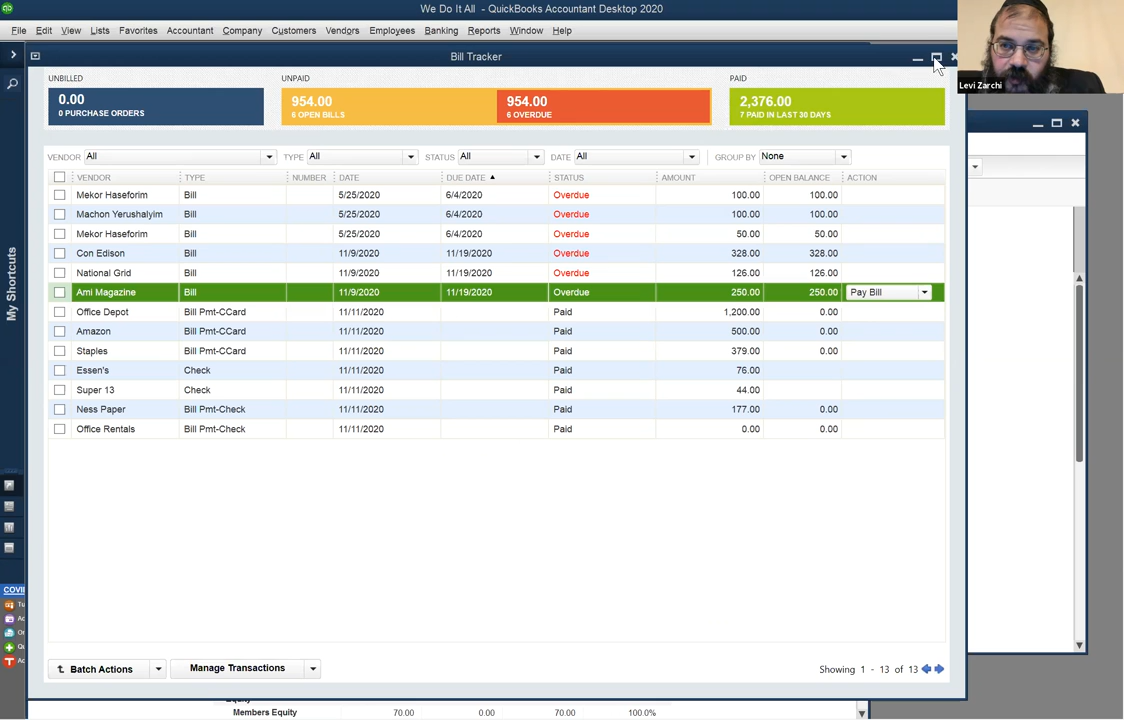 We Do It All - QuickBooks Accountant Desktop 2020
File Edit View Lists Favorites Accountant Company Customers Vendors Employees Banking Reports Window Help
Bill Tracker
Levi Zarchi
UNBILLED UNPAID PAID
0.00 954.00 954.00 2,376.00
0 PURCHASE ORDERS 6 OPEN BILLS 6 OVERDUE 7 PAID IN LAST 30 DAYS
VENDOR All TYPE All STATUS All DATE All GROUP BY None
VENDOR TYPE NUMBER DATE DUE DATE STATUS AMOUNT OPEN BALANCE ACTION
Mekor Haseforim Bill 5/25/2020 6/4/2020 Overdue 100.00 100.00
Machon Yerushalyim Bill 5/25/2020 6/4/2020 Overdue 100.00 100.00
Mekor Haseforim Bill 5/25/2020 6/4/2020 Overdue 50.00 50.00
Con Edison Bill 11/9/2020 11/19/2020 Overdue 328.00 328.00
National Grid Bill 11/9/2020 11/19/2020 Overdue 126.00 126.00
Ami Magazine Bill 11/9/2020 11/19/2020 Overdue 250.00 250.00 Pay Bill
Office Depot Bill Pmt-CCard 11/11/2020 Paid 1,200.00 0.00
Amazon Bill Pmt-CCard 11/11/2020 Paid 500.00 0.00
Staples Bill Pmt-CCard 11/11/2020 Paid 379.00 0.00
Essen's Check 11/11/2020 Paid 76.00
Super 13 Check 11/11/2020 Paid 44.00
Ness Paper Bill Pmt-Check 11/11/2020 Paid 177.00 0.00
Office Rentals Bill Pmt-Check 11/11/2020 Paid 0.00 0.00
My Shortcuts
COVI
Tu
Ac
Or
Qu
Ac
Batch Actions Manage Transactions Showing 1 - 13 of 13
Members Equity 70.00 0.00 70.00 100.0%